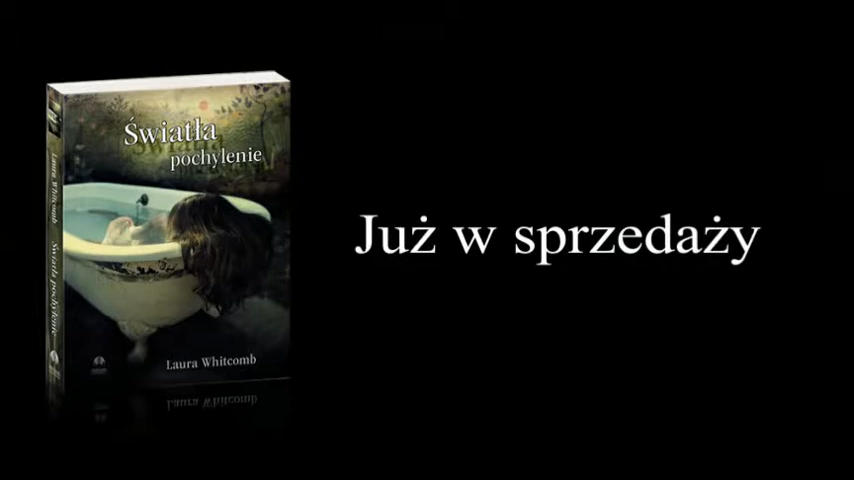 Światła
pochylenie
Laura Whitcomb
Laura Whitcomb Światła pochylenie
Już w sprzedaży